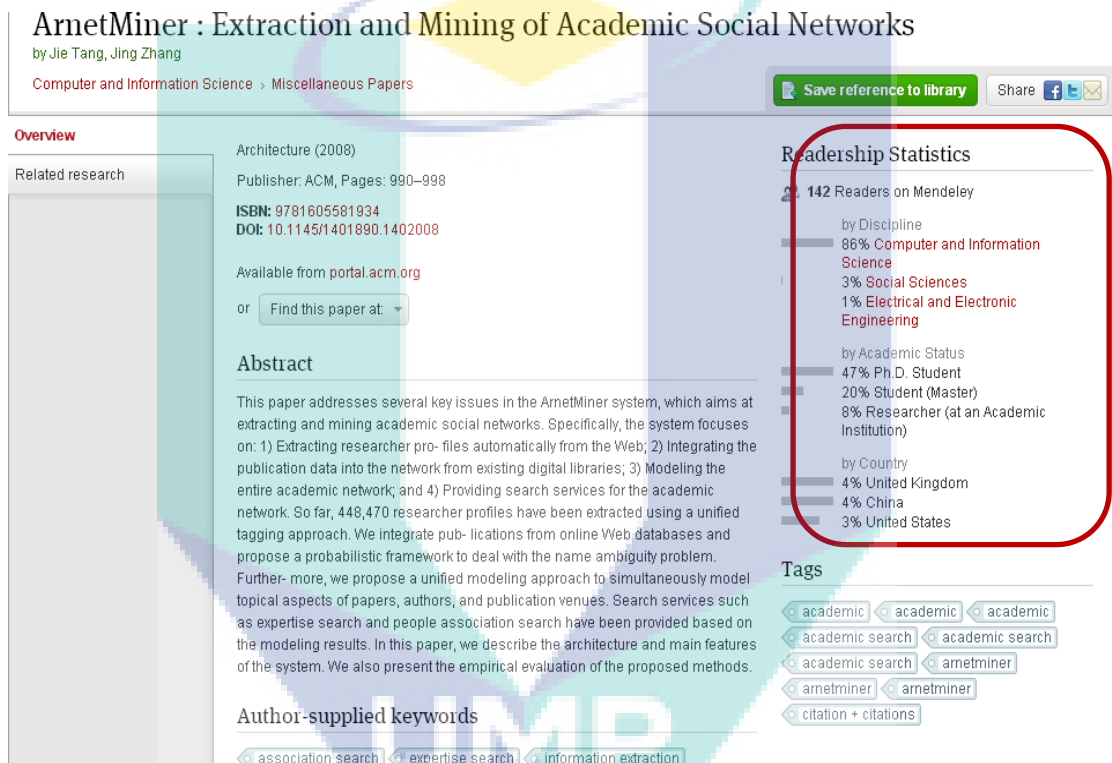 ArnetMiner : Extraction and Mining of Academic Social Networks
by Jie Tang, Jing Zhang
Computer and Information Science › Miscellaneous Papers
Save reference to library
Share
Overview
Related research
Architecture (2008)
Publisher: ACM, Pages: 990–998
ISBN: 9781605581934
DOI: 10.1145/1401890.1402008
Available from portal.acm.org
or Find this paper at:
Abstract
This paper addresses several key issues in the ArnetMiner system, which aims at
extracting and mining academic social networks. Specifically, the system focuses
on: 1) Extracting researcher pro- files automatically from the Web; 2) Integrating the
publication data into the network from existing digital libraries; 3) Modeling the
entire academic network; and 4) Providing search services for the academic
network. So far, 448,470 researcher profiles have been extracted using a unified
tagging approach. We integrate pub- lications from online Web databases and
propose a probabilistic framework to deal with the name ambiguity problem.
Further- more, we propose a unified modeling approach to simultaneously model
topical aspects of papers, authors, and publication venues. Search services such
as expertise search and people association search have been provided based on
the modeling results. In this paper, we describe the architecture and main features
of the system. We also present the empirical evaluation of the proposed methods.
Author-supplied keywords
association search expertise search information extraction
Readership Statistics
142 Readers on Mendeley
by Discipline
86% Computer and Information
Science
3% Social Sciences
1% Electrical and Electronic
Engineering
by Academic Status
47% Ph.D. Student
20% Student (Master)
8% Researcher (at an Academic
Institution)
by Country
4% United Kingdom
4% China
3% United States
Tags
academic academic academic
academic search academic search
academic search arnetminer
arnetminer arnetminer
citation + citations
UMP